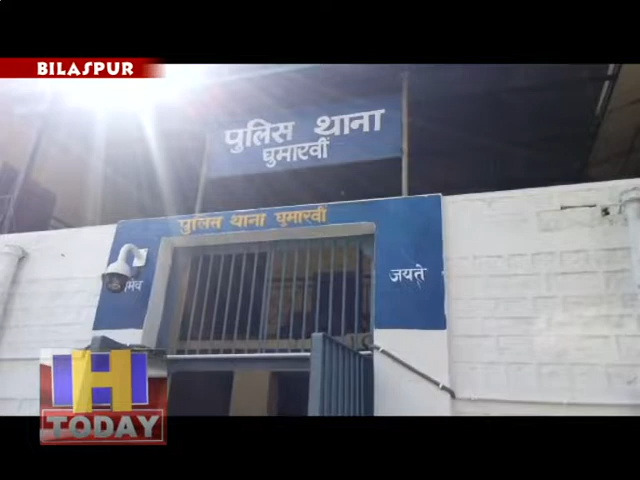 BILASPUR
पुलिस थाना
घुमारवीं
पुलिस थाना घुमारवीं
मेव
जयते
H
TODAY